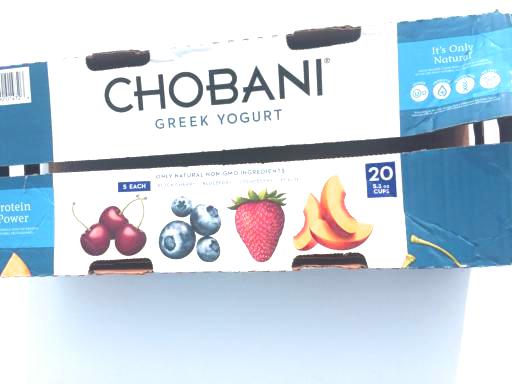 CHOBANI®
GREEK YOGURT
It's Only
Natural
ONLY NATURAL NON-GMO INGREDIENTS
5 EACH
BLACK CHERRY BLUEBERRY STRAWBERRY PEACH
20
5.3 oz
CUPS
rotein
Power